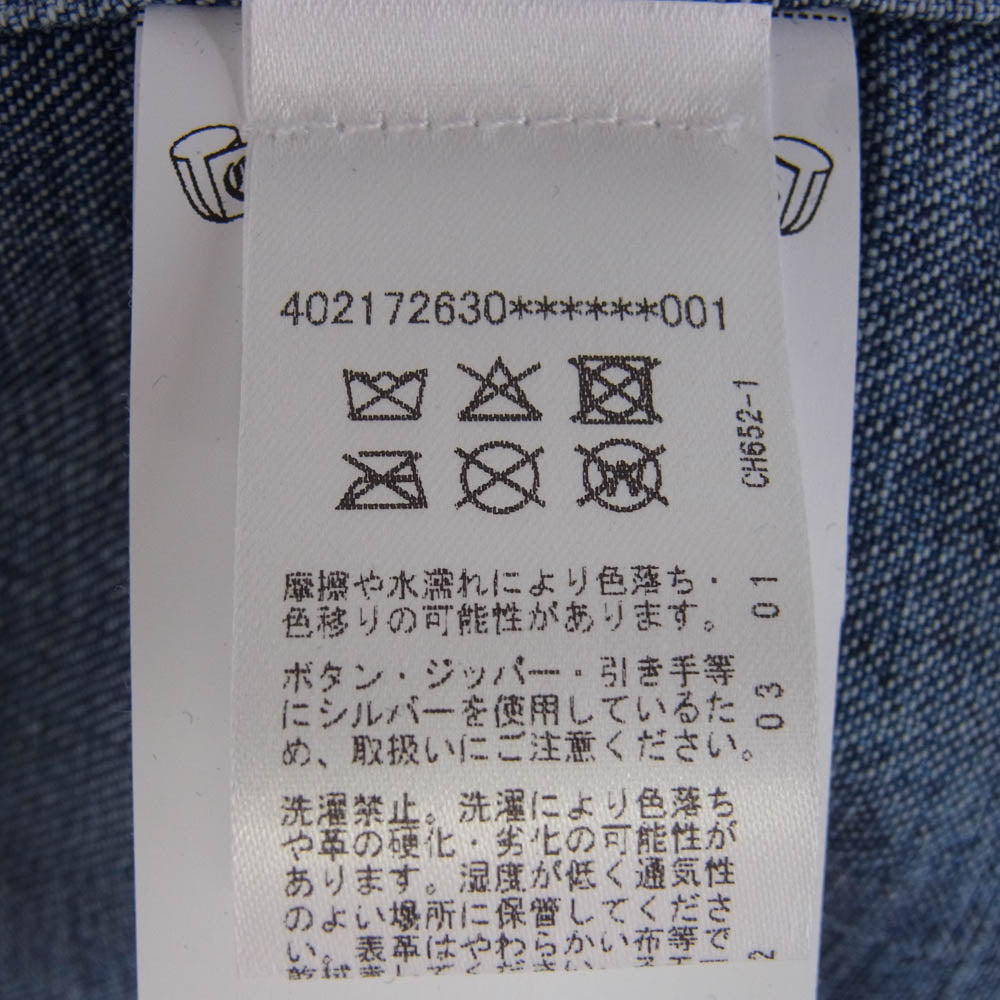 402172630******001
CH652-1
摩擦や水濡れにより色落ち・
色移りの可能性があります。
01
ボタン・ジッパー・引き手等
にシルバーを使用しているた
め、取扱いにご注意ください。
03
洗濯禁止。洗濯により色落ち
や革の硬化・劣化の可能性が
あります。湿度が低く通気性
のよい場所に保管してくださ
い。表革はやわらかい布等で
2